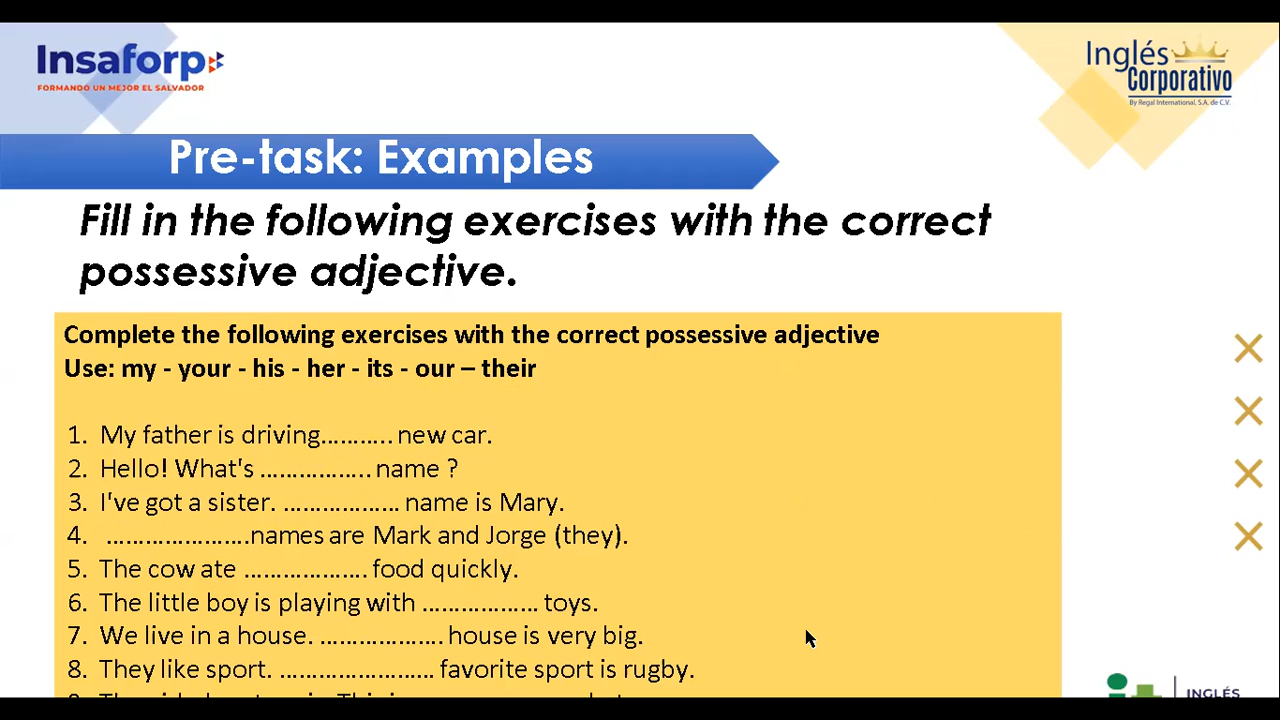 Insaforp
FORMANDO UN MEJOR EL SALVADOR
Inglés
Corporativo
By Regal International, S.A. de C.V.
Pre-task: Examples
Fill in the following exercises with the correct
possessive adjective.
Complete the following exercises with the correct possessive adjective
Use: my - your - his - her - its - our – their
1. My father is driving……….. new car.
2. Hello! What's …………….. name ?
3. I've got a sister. ……………… name is Mary.
4. ………………….names are Mark and Jorge (they).
5. The cow ate ………………. food quickly.
6. The little boy is playing with ……………… toys.
7. We live in a house. ………………. house is very big.
8. They like sport. …………………… favorite sport is rugby.
INGLÉS